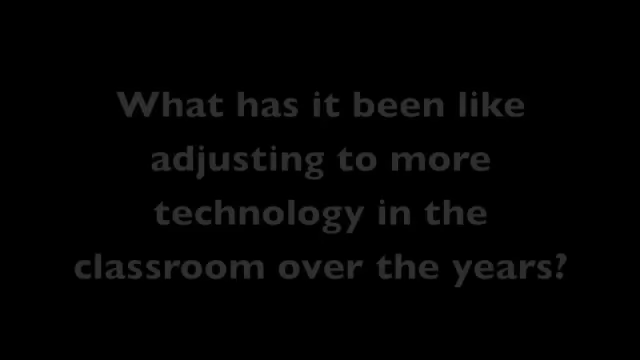 What has it been like
adjusting to more
technology in the
classroom over the years?